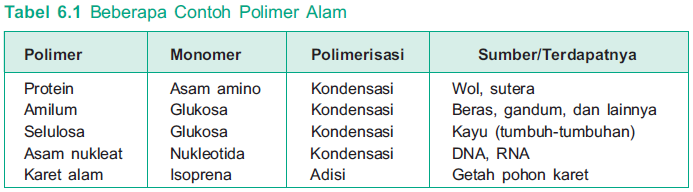 Tabel 6.1 Beberapa Contoh Polimer Alam
Polimer Monomer Polimerisasi Sumber/Terdapatnya
Protein Asam amino Kondensasi Wol, sutera
Amilum Glukosa Kondensasi Beras, gandum, dan lainnya
Selulosa Glukosa Kondensasi Kayu (tumbuh-tumbuhan)
Asam nukleat Nukleotida Kondensasi DNA, RNA
Karet alam Isoprena Adisi Getah pohon karet